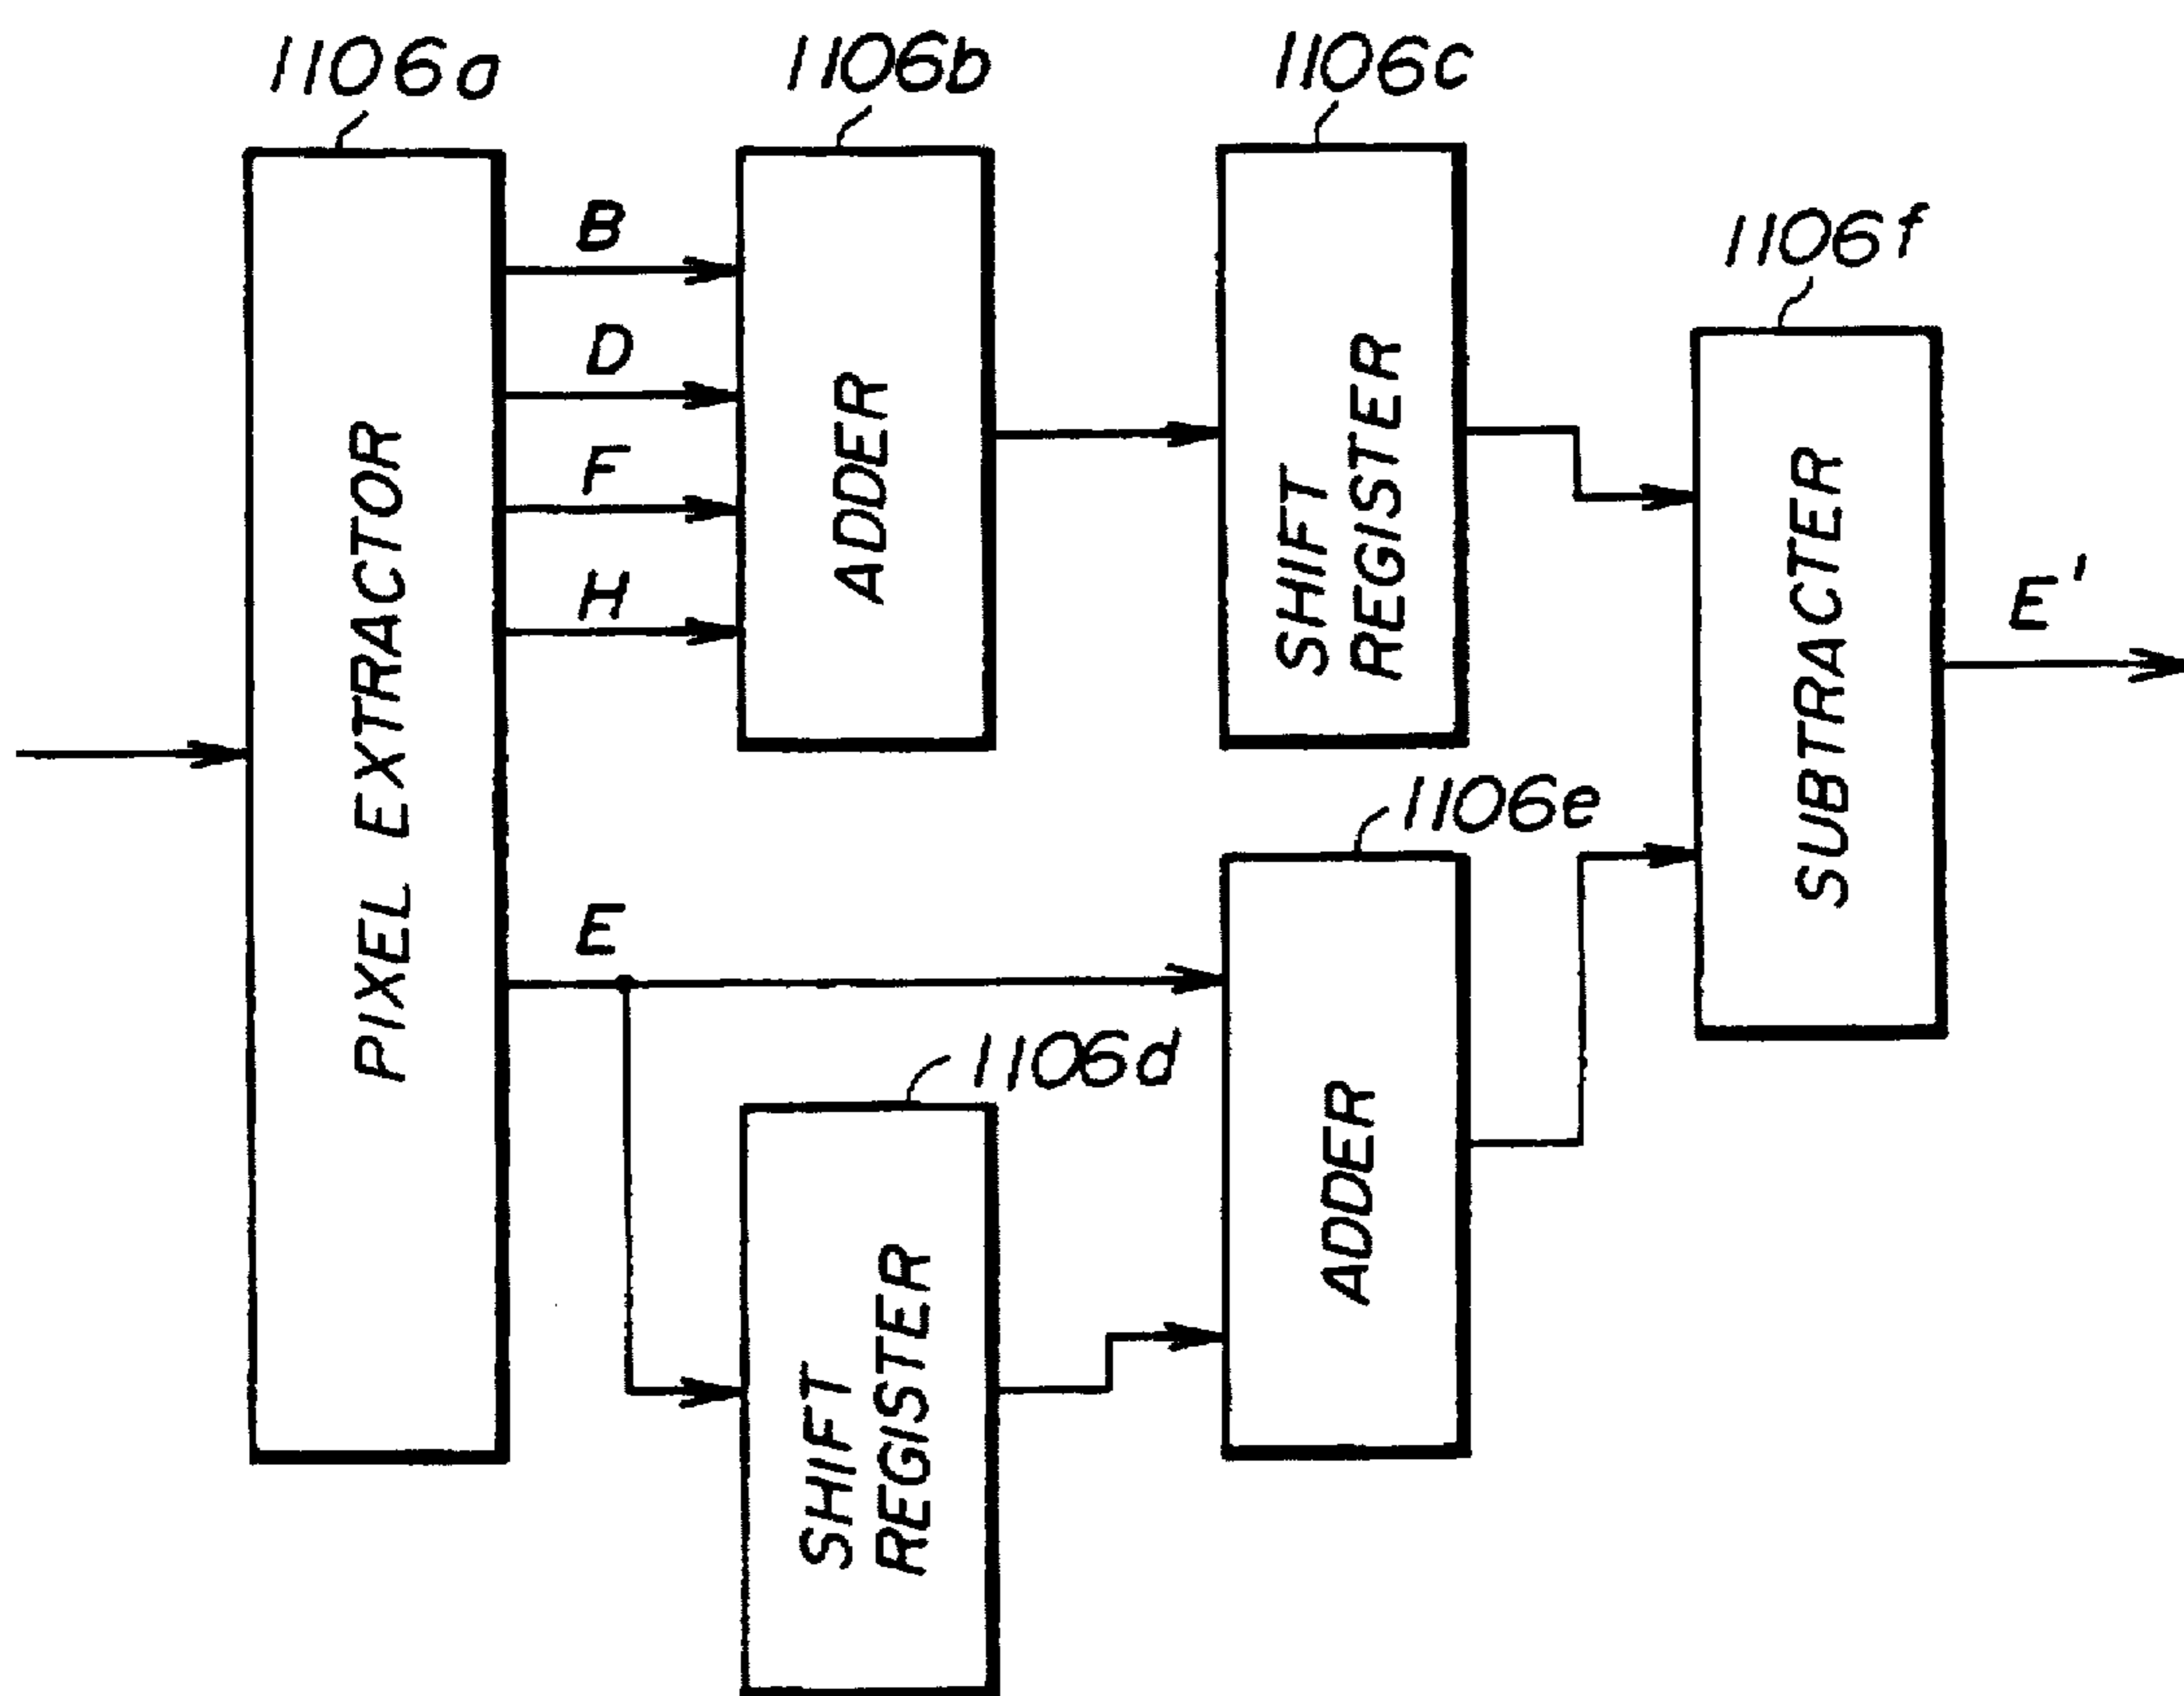 1106a
1106b
1106c
1106f
B
D
F
H
E
E'
1106e
1106d
PIXEL EXTRACTOR
ADDER
SHIFT
REGISTER
SUBTRACTER
ADDER
SHIFT
REGISTER